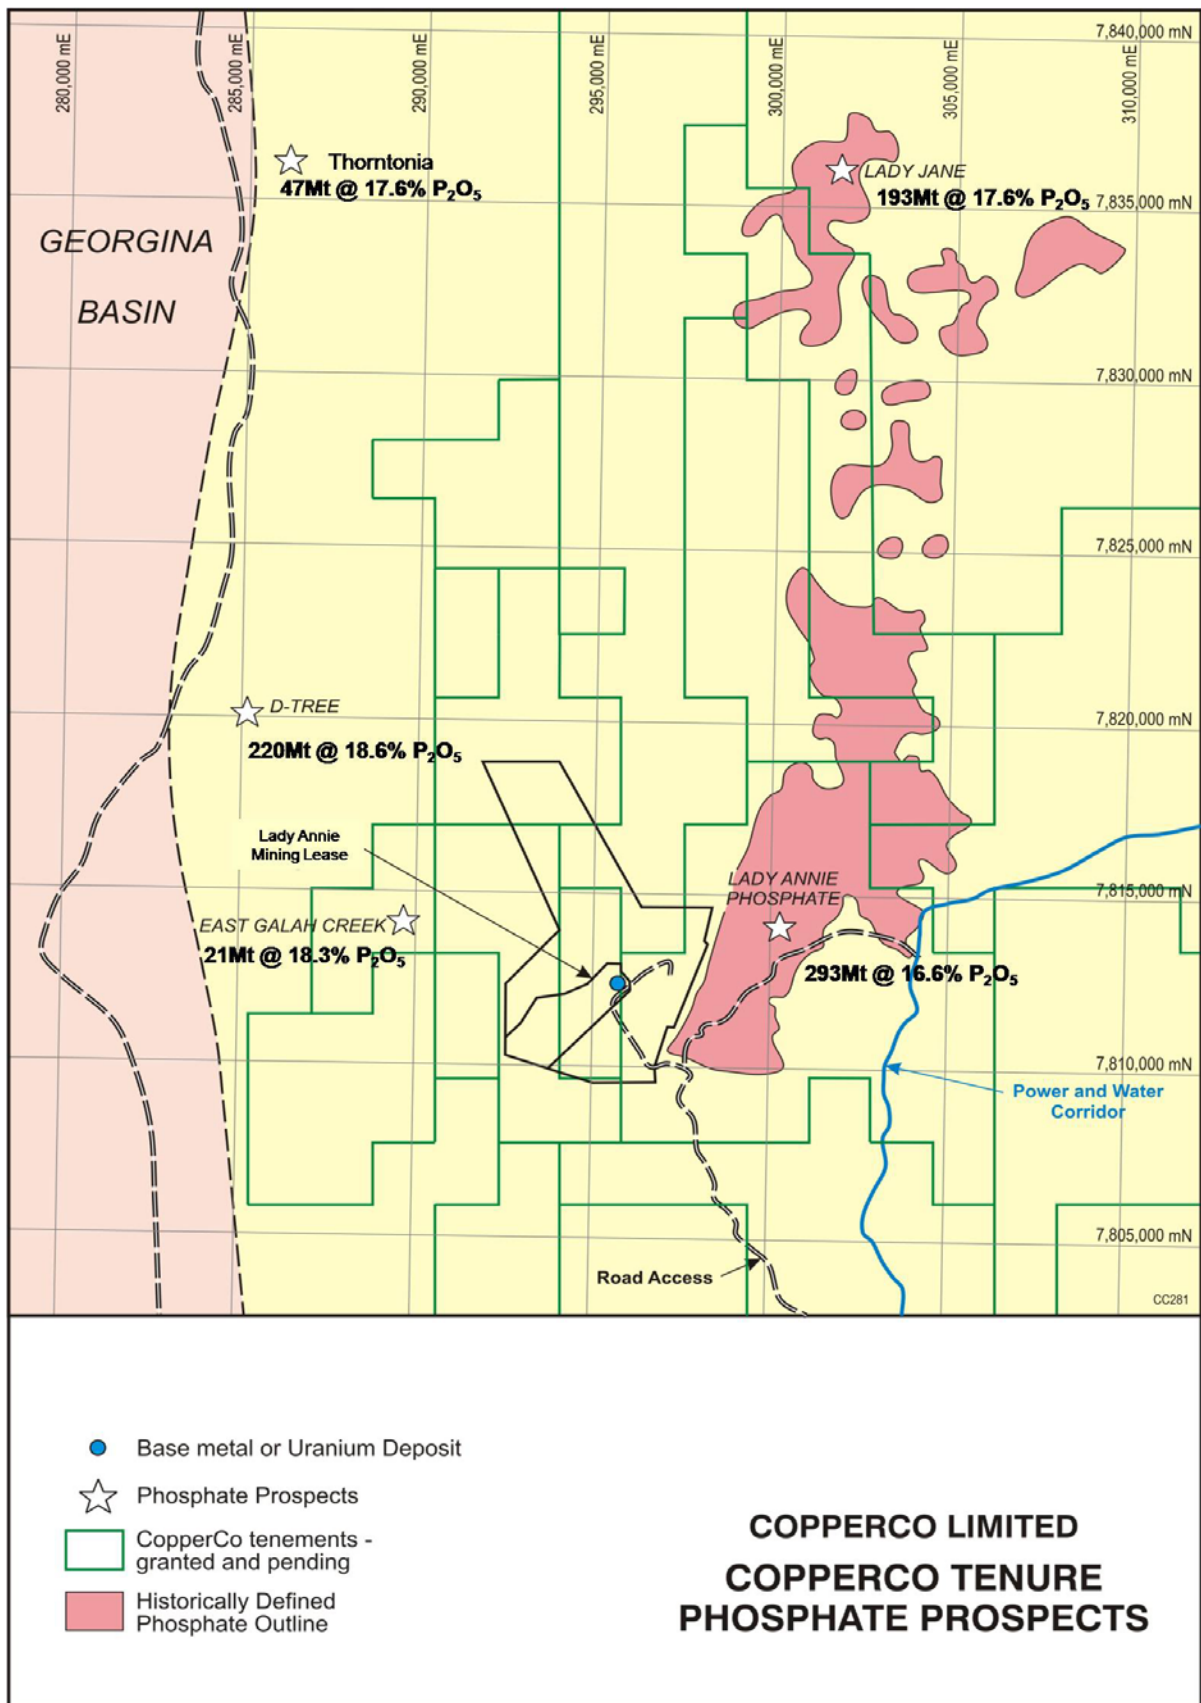 7,840,000 mN
280,000 mE
285,000 mE
290,000 mE
295,000 mE
300,000 mE
305,000 mE
310,000 mE
Thorntonia
47Mt @ 17.6% P₂O₅
LADY JANE
193Mt @ 17.6% P₂O₅
7,835,000 mN
GEORGINA
BASIN
7,830,000 mN
7,825,000 mN
D-TREE
220Mt @ 18.6% P₂O₅
7,820,000 mN
Lady Annie
Mining Lease
LADY ANNIE
PHOSPHATE
7,815,000 mN
EAST GALAH CREEK
21Mt @ 18.3% P₂O₅
293Mt @ 16.6% P₂O₅
7,810,000 mN
Power and Water
Corridor
7,805,000 mN
Road Access
CC281
Base metal or Uranium Deposit
Phosphate Prospects
CopperCo tenements -
granted and pending
Historically Defined
Phosphate Outline
COPPERCO LIMITED
COPPERCO TENURE
PHOSPHATE PROSPECTS